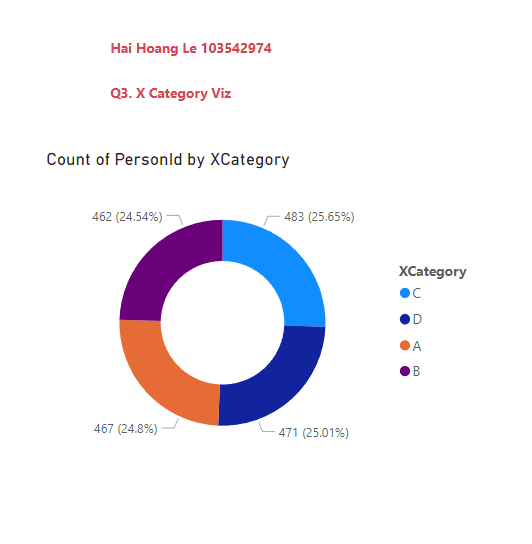 Hai Hoang Le 103542974
Q3. X Category Viz
Count of PersonId by XCategory
462 (24.54%)
483 (25.65%)
XCategory
C
D
A
B
467 (24.8%)
471 (25.01%)